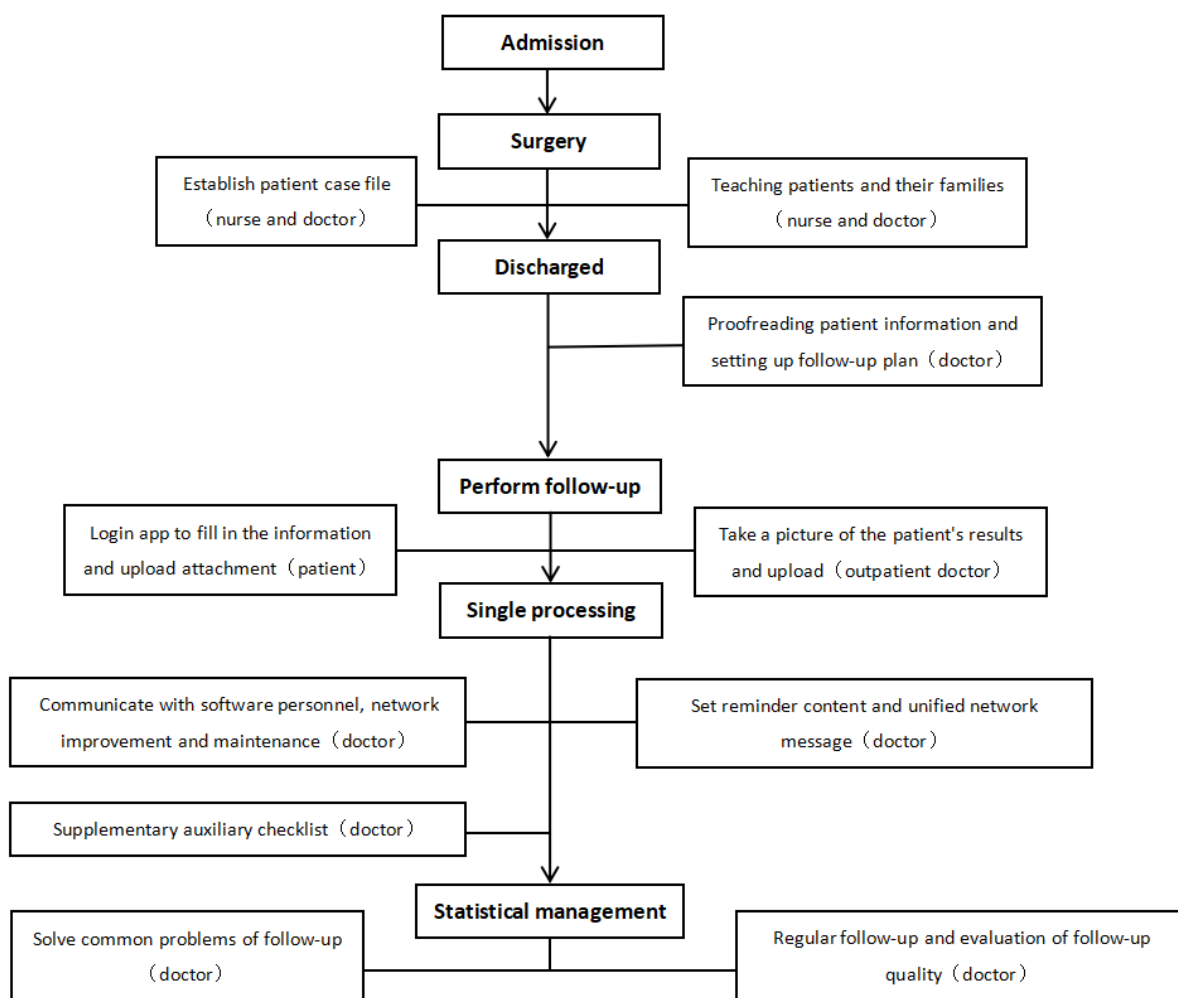 Admission
Surgery
Establish patient case file
（nurse and doctor）
Teaching patients and their families
（nurse and doctor）
Discharged
Proofreading patient information and
setting up follow-up plan（doctor）
Perform follow-up
Login app to fill in the information
and upload attachment（patient）
Take a picture of the patient's results
and upload（outpatient doctor）
Single processing
Communicate with software personnel, network
improvement and maintenance（doctor）
Set reminder content and unified network
message（doctor）
Supplementary auxiliary checklist（doctor）
Statistical management
Solve common problems of follow-up
（doctor）
Regular follow-up and evaluation of follow-up
quality（doctor）